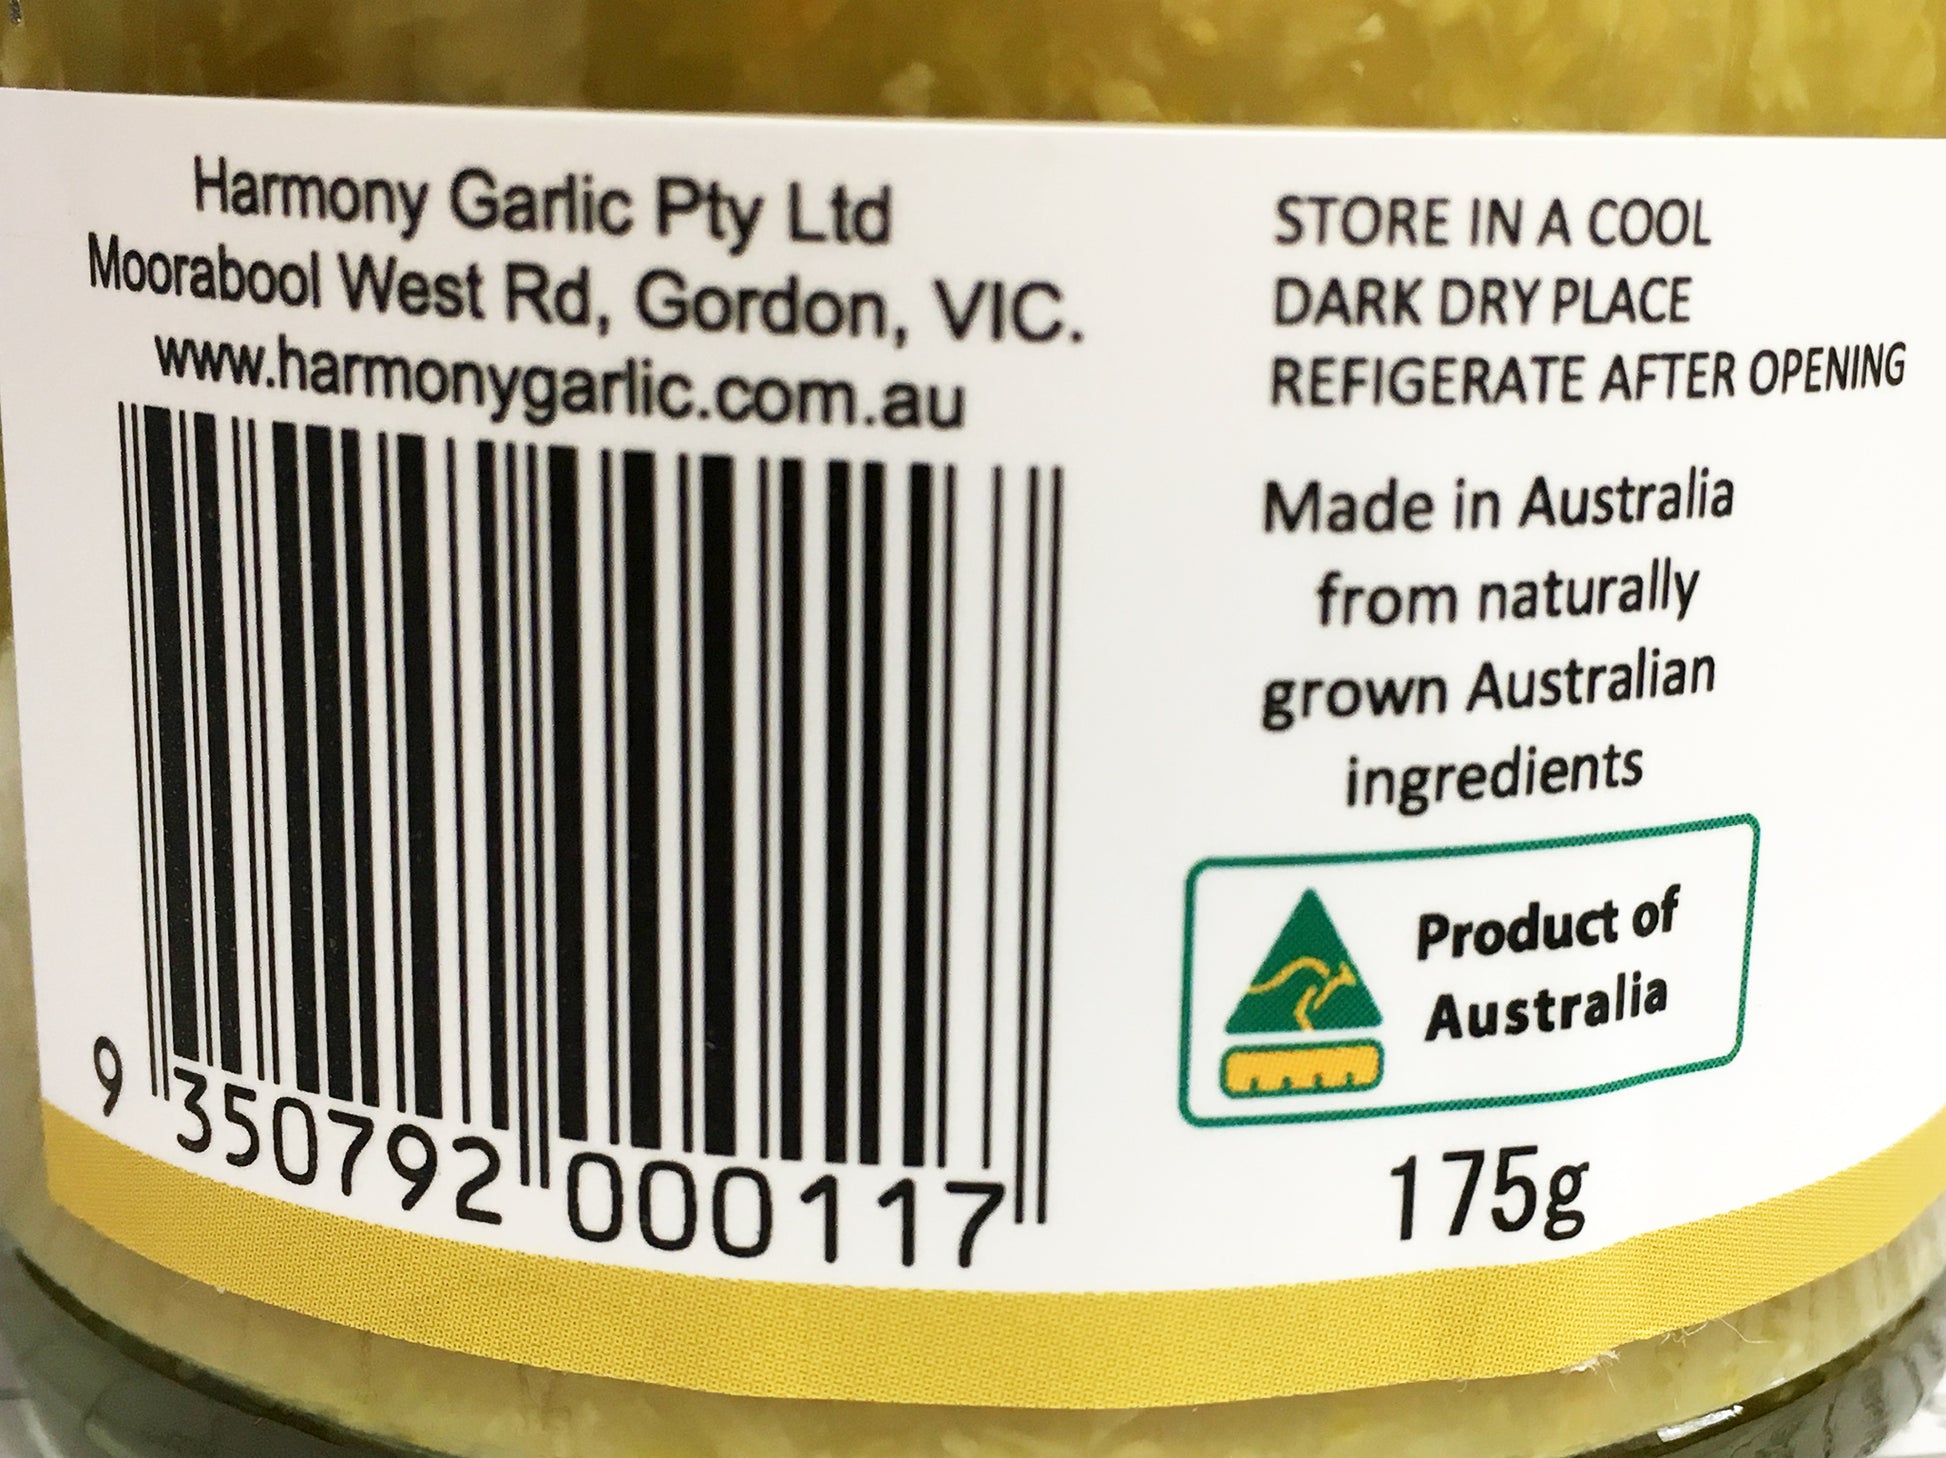 Harmony Garlic Pty Ltd
Moorabool West Rd, Gordon, VIC.
www.harmonygarlic.com.au
9 350792 000117
STORE IN A COOL
DARK DRY PLACE
REFIGERATE AFTER OPENING
Made in Australia
from naturally
grown Australian
ingredients
Product of
Australia
175g